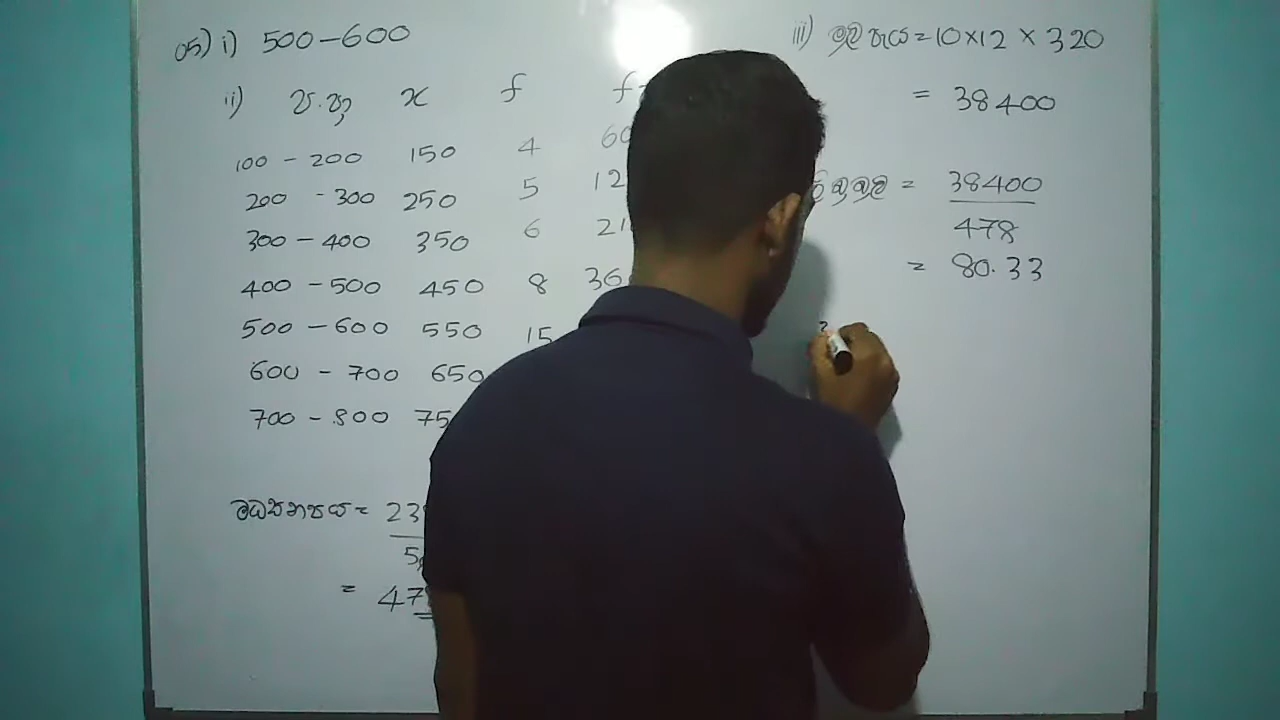 05) i) 500-600
ii) ප.ප්‍රා x f f
100 - 200 150 4 60
200 - 300 250 5 12
300 - 400 350 6 21
400 - 500 450 8 36
500 - 600 550 15
600 - 700 650
700 - 800 75
මධ්‍යන්‍යය = 23
5
= 47
iii) මුළු පැය = 10 × 12 × 320
= 38400
= 38400
478
= 80.33